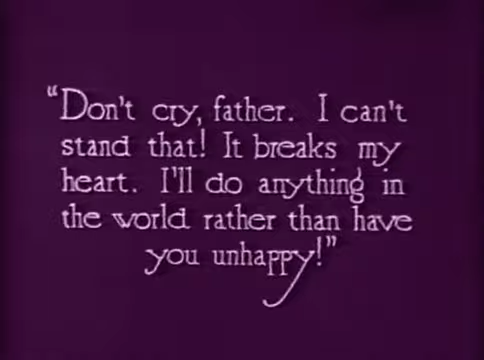 “Don't cry, father. I can't
stand that! It breaks my
heart. I'll do anything in
the world rather than have
you unhappy!”